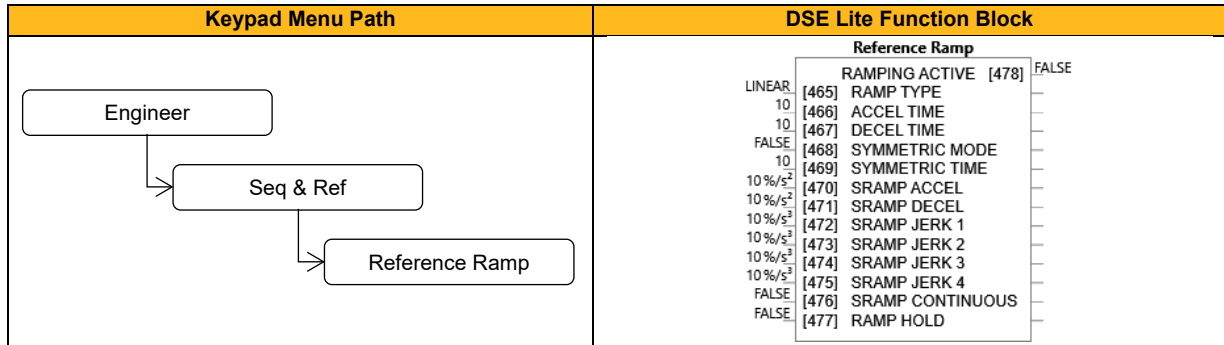 Keypad Menu Path
DSE Lite Function Block
Engineer
Seq & Ref
Reference Ramp
Reference Ramp
RAMPING ACTIVE [478] FALSE
LINEAR [465] RAMP TYPE
10 [466] ACCEL TIME
10 [467] DECEL TIME
FALSE [468] SYMMETRIC MODE
10 [469] SYMMETRIC TIME
10 %/s² [470] SRAMP ACCEL
10 %/s² [471] SRAMP DECEL
10 %/s³ [472] SRAMP JERK 1
10 %/s³ [473] SRAMP JERK 2
10 %/s³ [474] SRAMP JERK 3
10 %/s³ [475] SRAMP JERK 4
FALSE [476] SRAMP CONTINUOUS
FALSE [477] RAMP HOLD